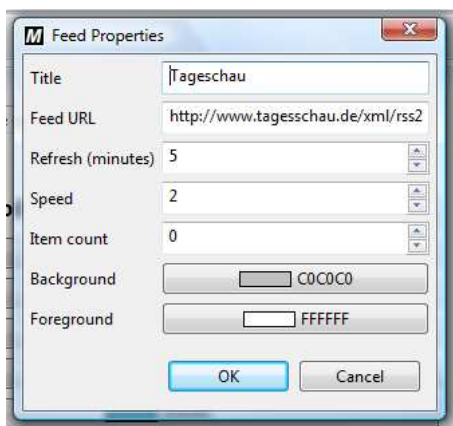 M Feed Properties
Title Tageschau
Feed URL http://www.tagesschau.de/xml/rss2
Refresh (minutes) 5
Speed 2
Item count 0
Background C0C0C0
Foreground FFFFFF
OK Cancel